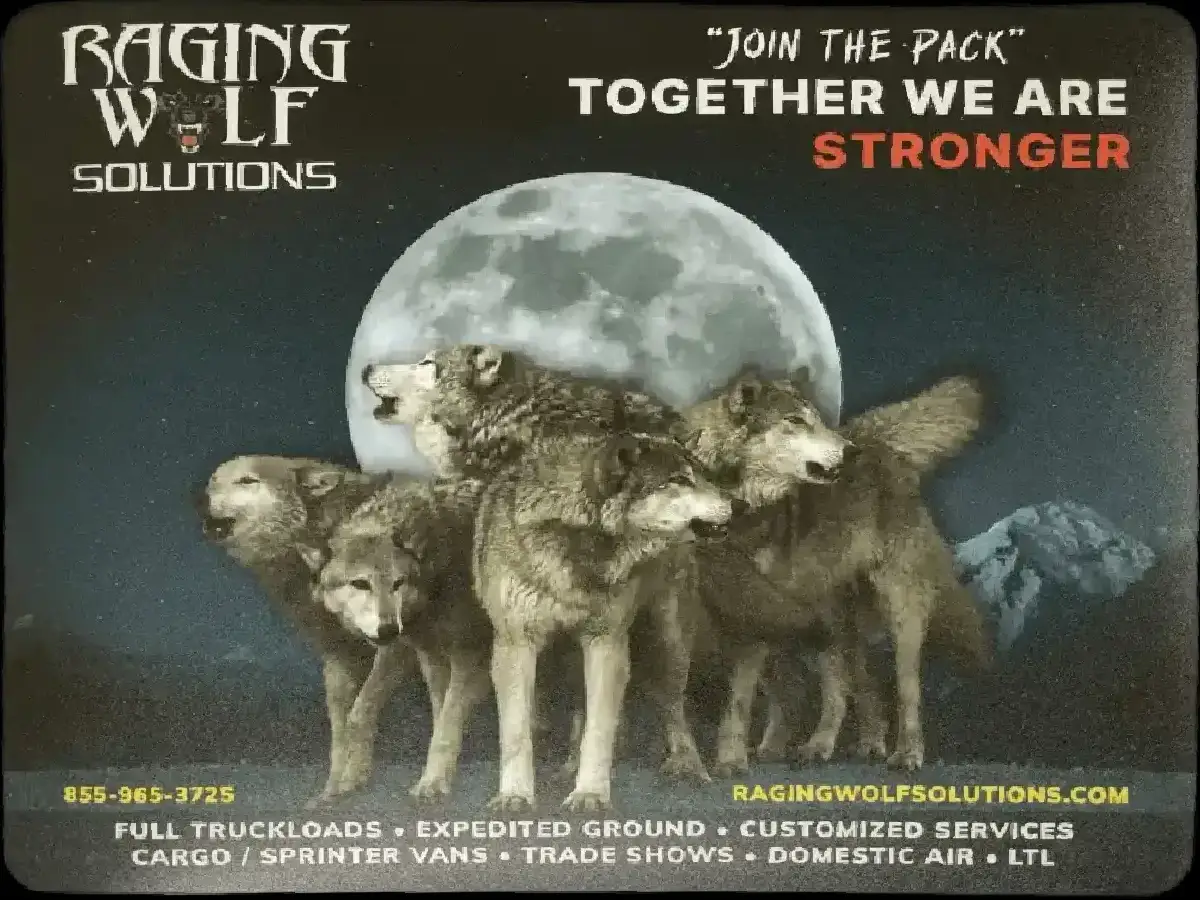 RAGING
WOLF
SOLUTIONS
"JOIN THE PACK"
TOGETHER WE ARE
STRONGER
855-965-3725
RAGINGWOLFSOLUTIONS.COM
FULL TRUCKLOADS • EXPEDITED GROUND • CUSTOMIZED SERVICES
CARGO / SPRINTER VANS • TRADE SHOWS • DOMESTIC AIR • LTL